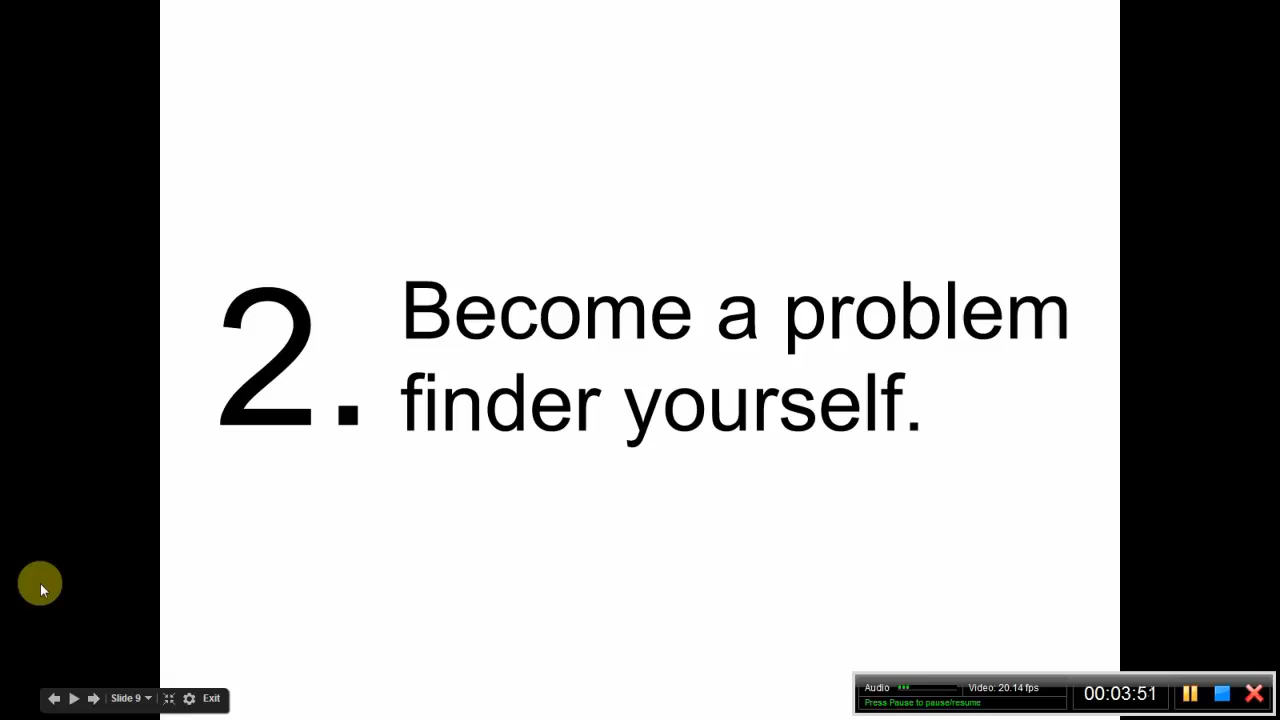 2.
Become a problem
finder yourself.
Slide 9
Exit
Audio
Video: 20.14 fps
Press Pause to pause/resume
00:03:51